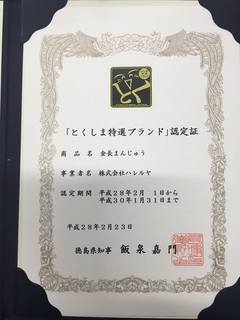 「とくしま特選ブランド」認定証
商品名 金長まんじゅう
事業者名 株式会社ハレルヤ
認定期間 平成28年2月 1日から
平成30年1月31日まで
平成28年2月23日
徳島県知事 飯泉嘉門